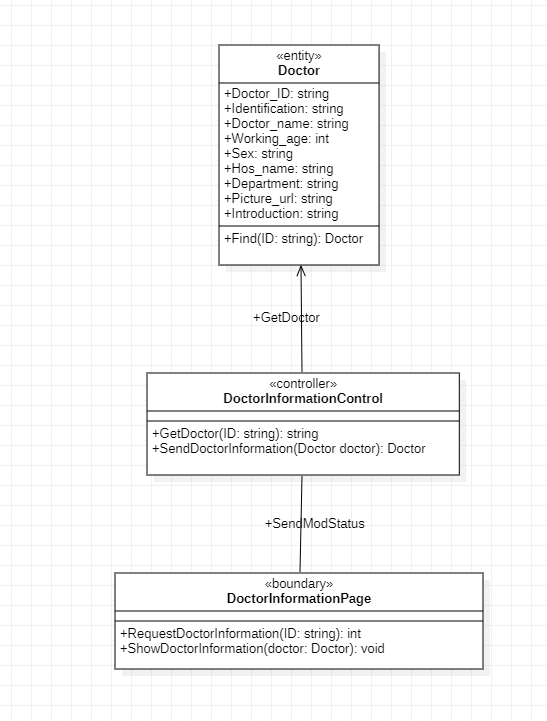 «entity»
Doctor
+Doctor_ID: string
+Identification: string
+Doctor_name: string
+Working_age: int
+Sex: string
+Hos_name: string
+Department: string
+Picture_url: string
+Introduction: string
+Find(ID: string): Doctor
+GetDoctor
«controller»
DoctorInformationControl
+GetDoctor(ID: string): string
+SendDoctorInformation(Doctor doctor): Doctor
+SendModStatus
«boundary»
DoctorInformationPage
+RequestDoctorInformation(ID: string): int
+ShowDoctorInformation(doctor: Doctor): void